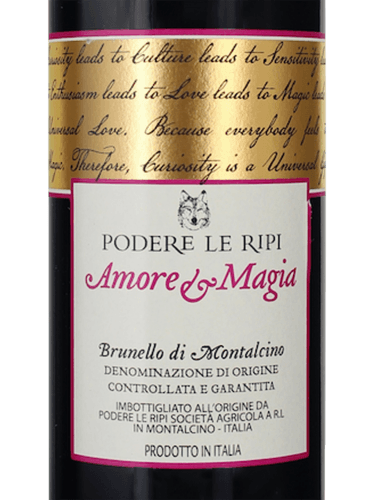 Curiosity leads to Culture leads to Sensitivity
Enthusiasm leads to Love leads to Magic leads
Universal Love. Because everybody feels
Magic. Therefore, Curiosity is a Universal
PODERE LE RIPI
Amore & Magia
Brunello di Montalcino
DENOMINAZIONE DI ORIGINE
CONTROLLATA E GARANTITA
IMBOTTIGLIATO ALL'ORIGINE DA
PODERE LE RIPI SOCIETÀ AGRICOLA A R.L
IN MONTALCINO - ITALIA
PRODOTTO IN ITALIA